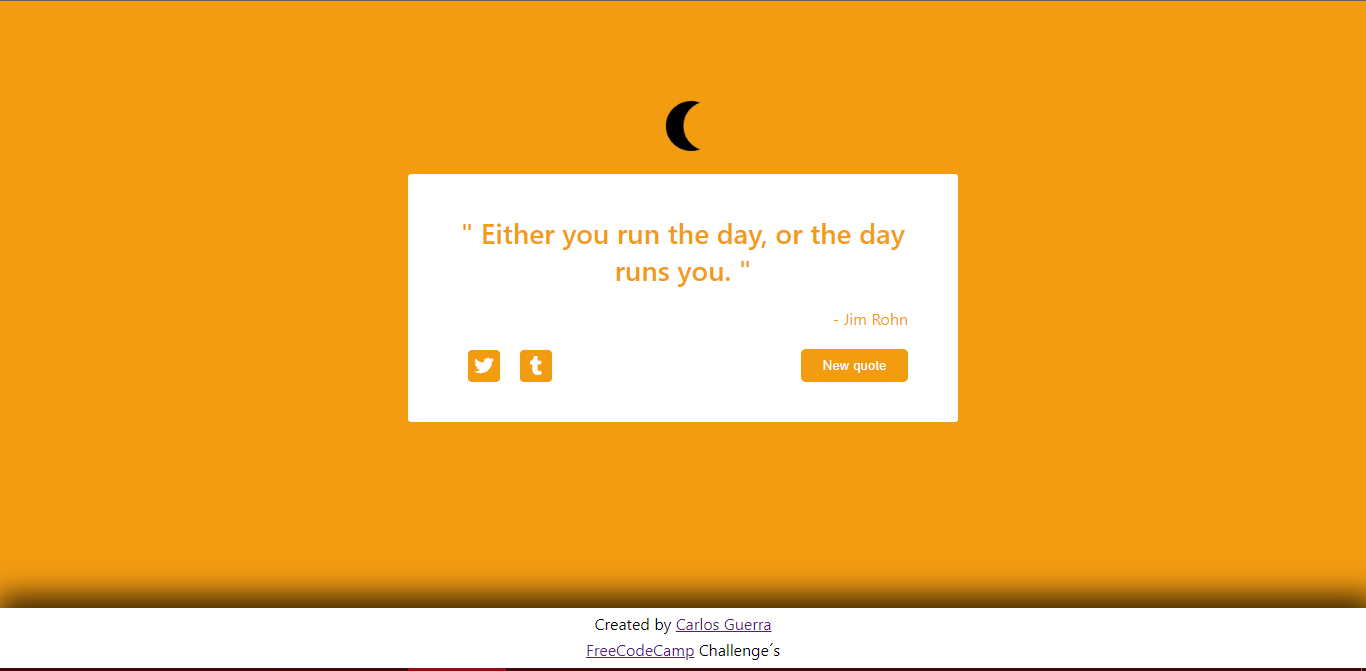 " Either you run the day, or the day
runs you. "
- Jim Rohn
New quote
Created by Carlos Guerra
FreeCodeCamp Challenge´s